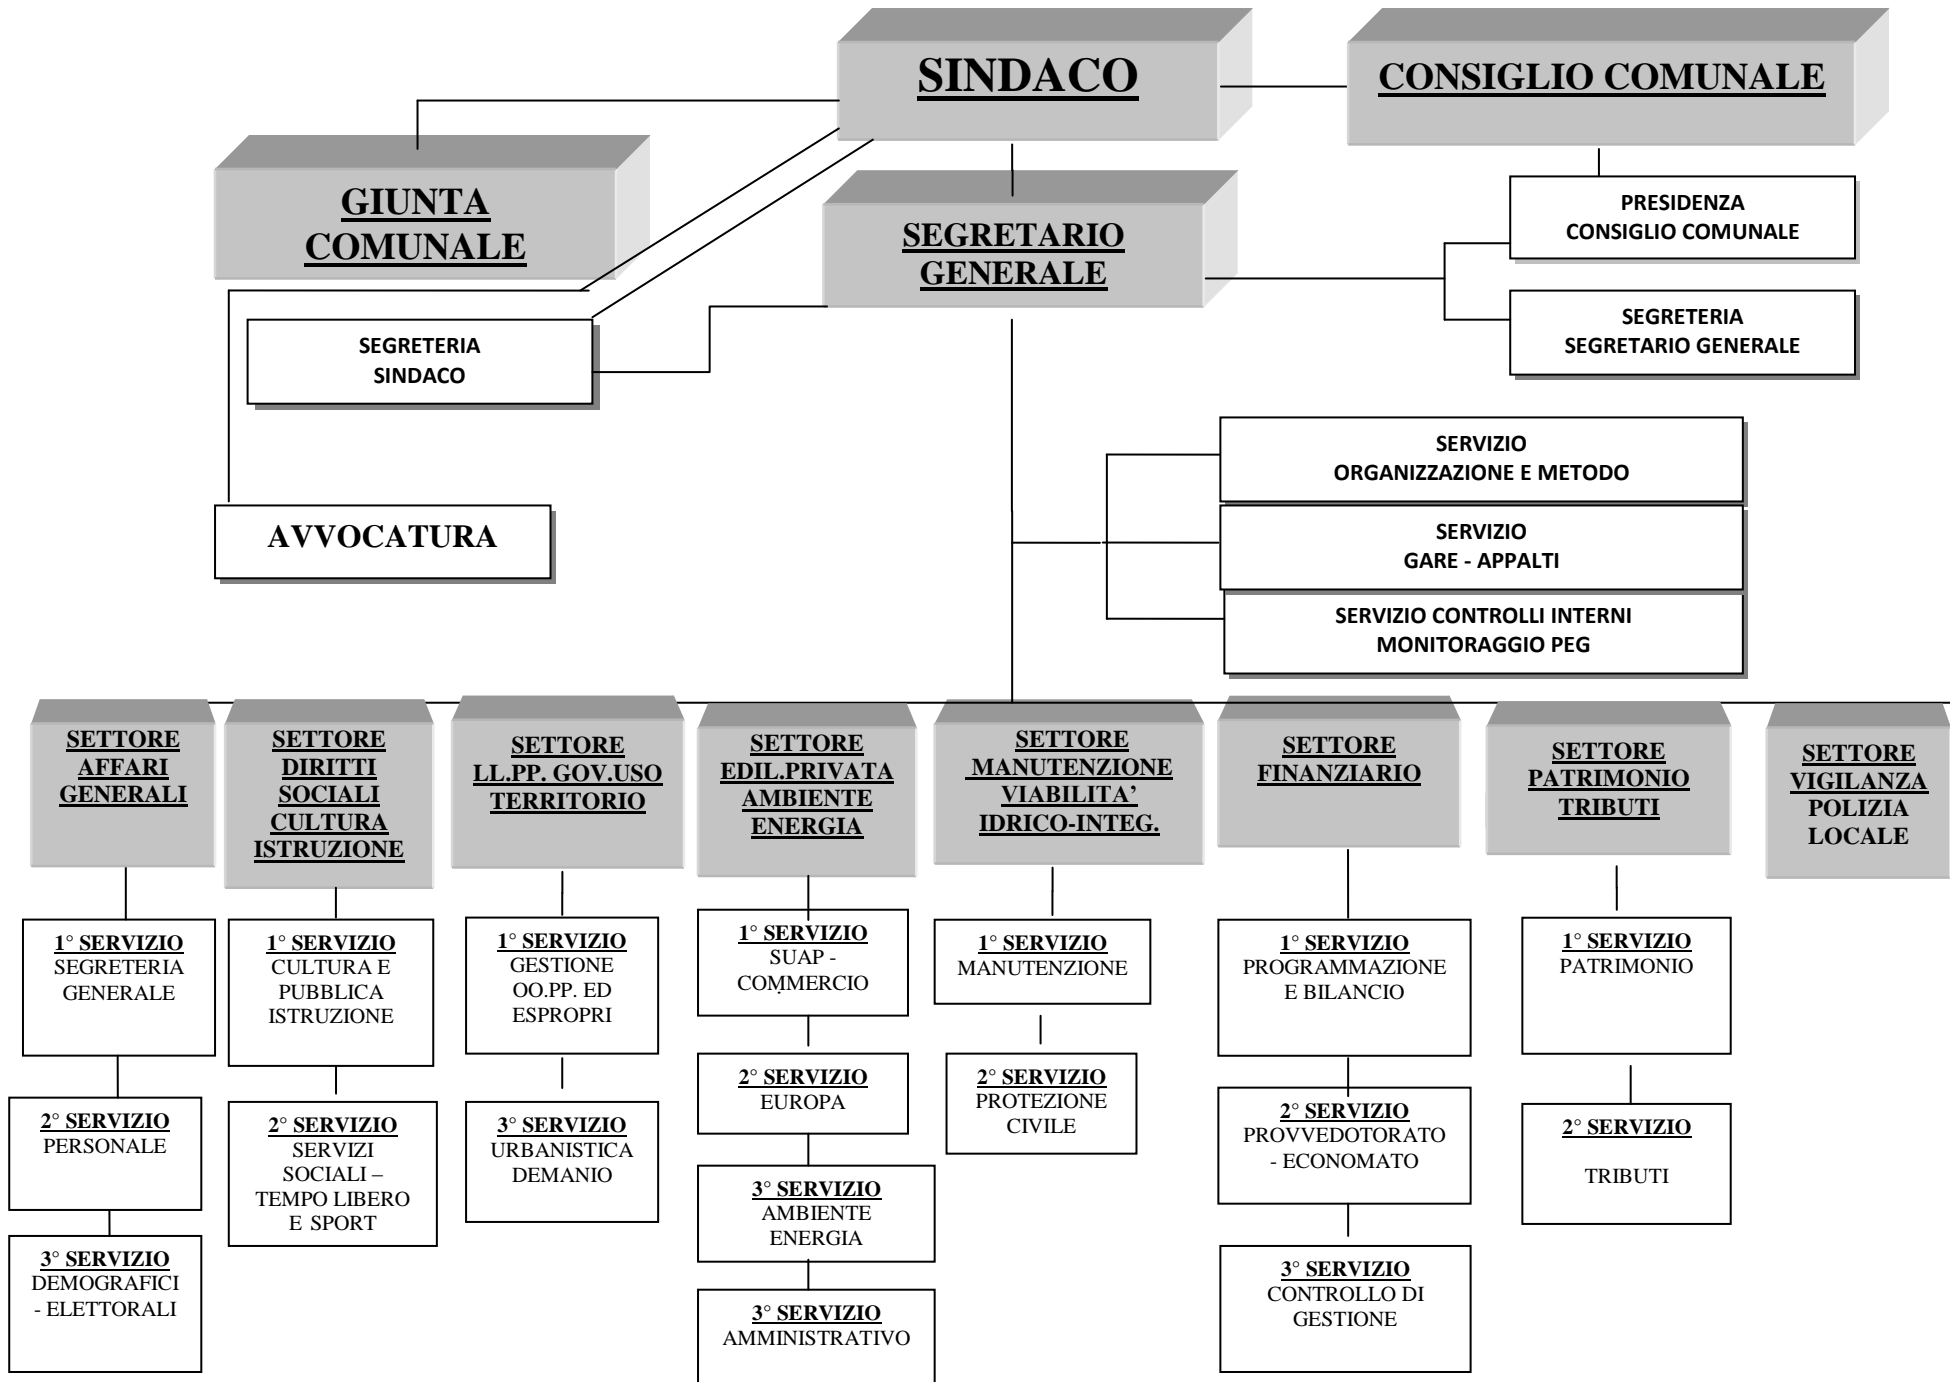 SINDACO
CONSIGLIO COMUNALE
GIUNTA
COMUNALE
SEGRETARIO
GENERALE
PRESIDENZA
CONSIGLIO COMUNALE
SEGRETERIA
SEGRETARIO GENERALE
SEGRETERIA
SINDACO
AVVOCATURA
SERVIZIO
ORGANIZZAZIONE E METODO
SERVIZIO
GARE - APPALTI
SERVIZIO CONTROLLI INTERNI
MONITORAGGIO PEG
SETTORE
AFFARI
GENERALI
1° SERVIZIO
SEGRETERIA
GENERALE
2° SERVIZIO
PERSONALE
3° SERVIZIO
DEMOGRAFICI
- ELETTORALI
SETTORE
DIRITTI
SOCIALI
CULTURA
ISTRUZIONE
1° SERVIZIO
CULTURA E
PUBBLICA
ISTRUZIONE
2° SERVIZIO
SERVIZI
SOCIALI –
TEMPO LIBERO
E SPORT
SETTORE
LL.PP. GOV.USO
TERRITORIO
1° SERVIZIO
GESTIONE
OO.PP. ED
ESPROPRI
3° SERVIZIO
URBANISTICA
DEMANIO
SETTORE
EDIL.PRIVATA
AMBIENTE
ENERGIA
1° SERVIZIO
SUAP -
COMMERCIO
2° SERVIZIO
EUROPA
3° SERVIZIO
AMBIENTE
ENERGIA
3° SERVIZIO
AMMINISTRATIVO
SETTORE
MANUTENZIONE
VIABILITA’
IDRICO-INTEG.
1° SERVIZIO
MANUTENZIONE
2° SERVIZIO
PROTEZIONE
CIVILE
SETTORE
FINANZIARIO
1° SERVIZIO
PROGRAMMAZIONE
E BILANCIO
2° SERVIZIO
PROVVEDOTORATO
- ECONOMATO
3° SERVIZIO
CONTROLLO DI
GESTIONE
SETTORE
PATRIMONIO
TRIBUTI
1° SERVIZIO
PATRIMONIO
2° SERVIZIO
TRIBUTI
SETTORE
VIGILANZA
POLIZIA
LOCALE